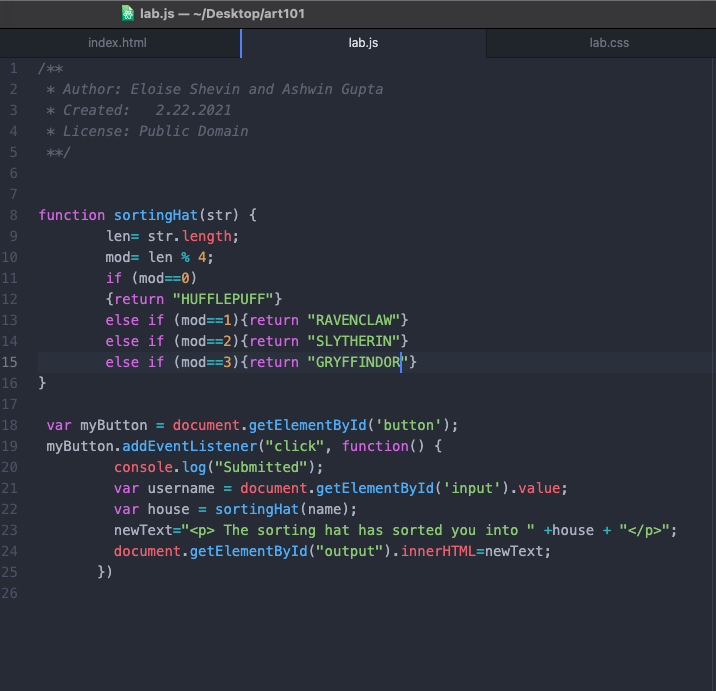 lab.js — ~/Desktop/art101
index.html lab.js lab.css
1 /**
2  * Author: Eloise Shevin and Ashwin Gupta
3  * Created:   2.22.2021
4  * License: Public Domain
5  **/
6
7
8 function sortingHat(str) {
9         len= str.length;
10         mod= len % 4;
11         if (mod==0)
12         {return "HUFFLEPUFF"}
13         else if (mod==1){return "RAVENCLAW"}
14         else if (mod==2){return "SLYTHERIN"}
15         else if (mod==3){return "GRYFFINDOR"}
16 }
17
18  var myButton = document.getElementById('button');
19  myButton.addEventListener("click", function() {
20          console.log("Submitted");
21          var username = document.getElementById('input').value;
22          var house = sortingHat(name);
23          newText="<p> The sorting hat has sorted you into " +house + "</p>";
24          document.getElementById("output").innerHTML=newText;
25        })
26